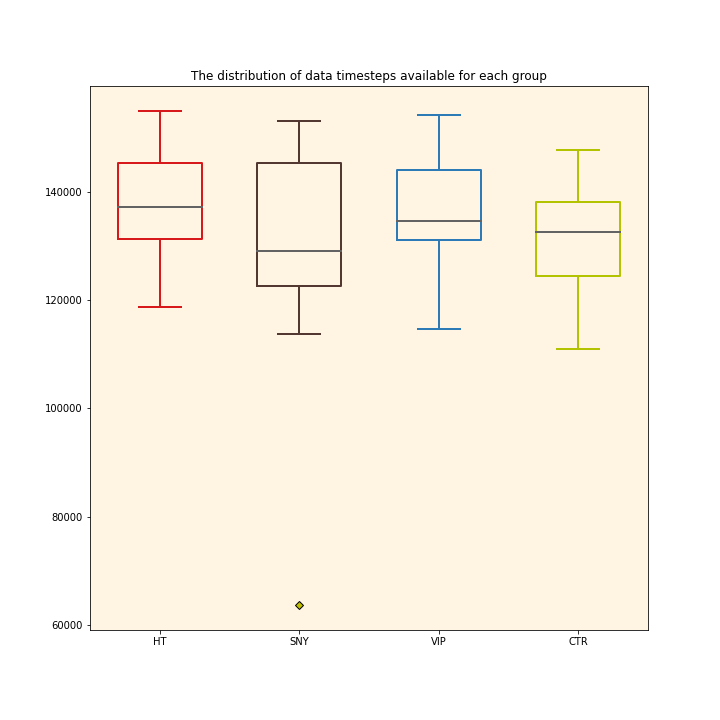 The distribution of data timesteps available for each group
140000
120000
100000
80000
60000
HT SNY VIP CTR